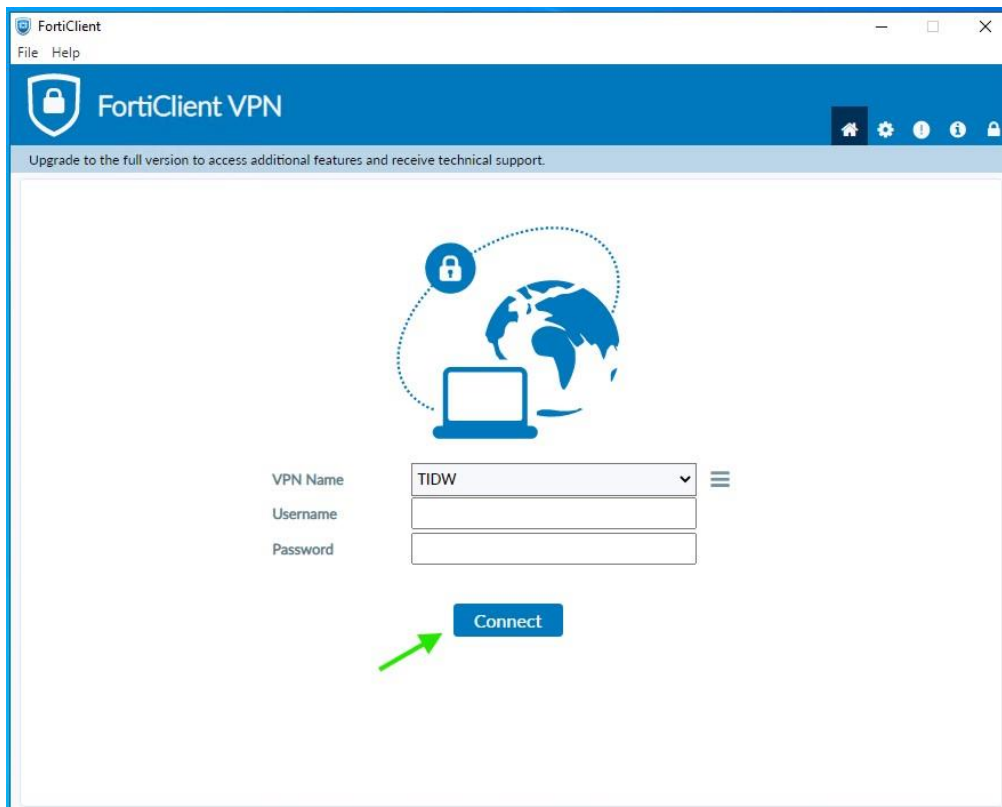 FortiClient
File Help
FortiClient VPN
Upgrade to the full version to access additional features and receive technical support.
VPN Name TIDW
Username
Password
Connect